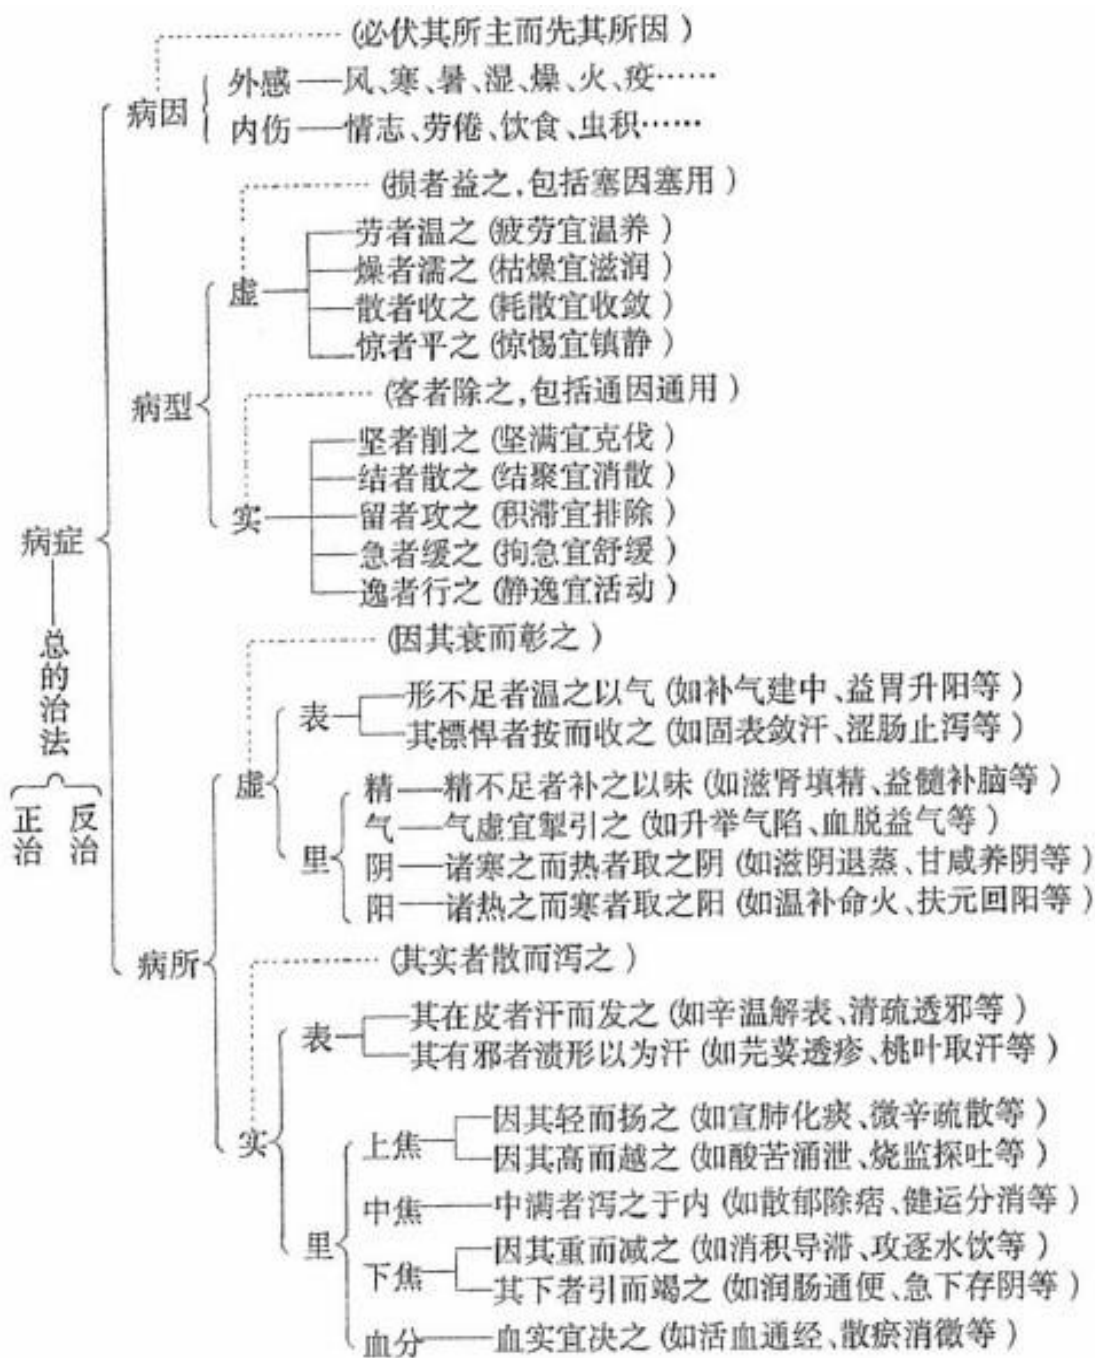 (必伏其所主而先其所因)
外感——风、寒、暑、湿、燥、火、疫……
病因
内伤——情志、劳倦、饮食、虫积……
(损者益之,包括塞因塞用)
劳者温之(疲劳宜温养)
燥者濡之(枯燥宜滋润)
虚
散者收之(耗散宜收敛)
惊者平之(惊惕宜镇静)
病型
(客者除之,包括通因通用)
坚者削之(坚满宜克伐)
结者散之(结聚宜消散)
实
留者攻之(积滞宜排除)
急者缓之(拘急宜舒缓)
逸者行之(静逸宜活动)
病症
总的治法
正治
反治
(因其衰而彰之)
表
形不足者温之以气(如补气建中、益胃升阳等)
其慓悍者按而收之(如固表敛汗、涩肠止泻等)
虚
里
精——精不足者补之以味(如滋肾填精、益髓补脑等)
气——气虚宜掣引之(如升举气陷、血脱益气等)
阴——诸寒之而热者取之阴(如滋阴退蒸、甘咸养阴等)
阳——诸热之而寒者取之阳(如温补命火、扶元回阳等)
病所
(其实者散而泻之)
表
其在皮者汗而发之(如辛温解表、清疏透邪等)
其有邪者渍形以为汗(如芫荽透疹、桃叶取汗等)
实
里
上焦
因其轻而扬之(如宣肺化痰、微辛疏散等)
因其高而越之(如酸苦涌泄、烧监探吐等)
中焦——中满者泻之于内(如散郁除痞、健运分消等)
下焦
因其重而减之(如消积导滞、攻逐水饮等)
其下者引而竭之(如润肠通便、急下存阴等)
血分——血实宜决之(如活血通经、散瘀消微等)